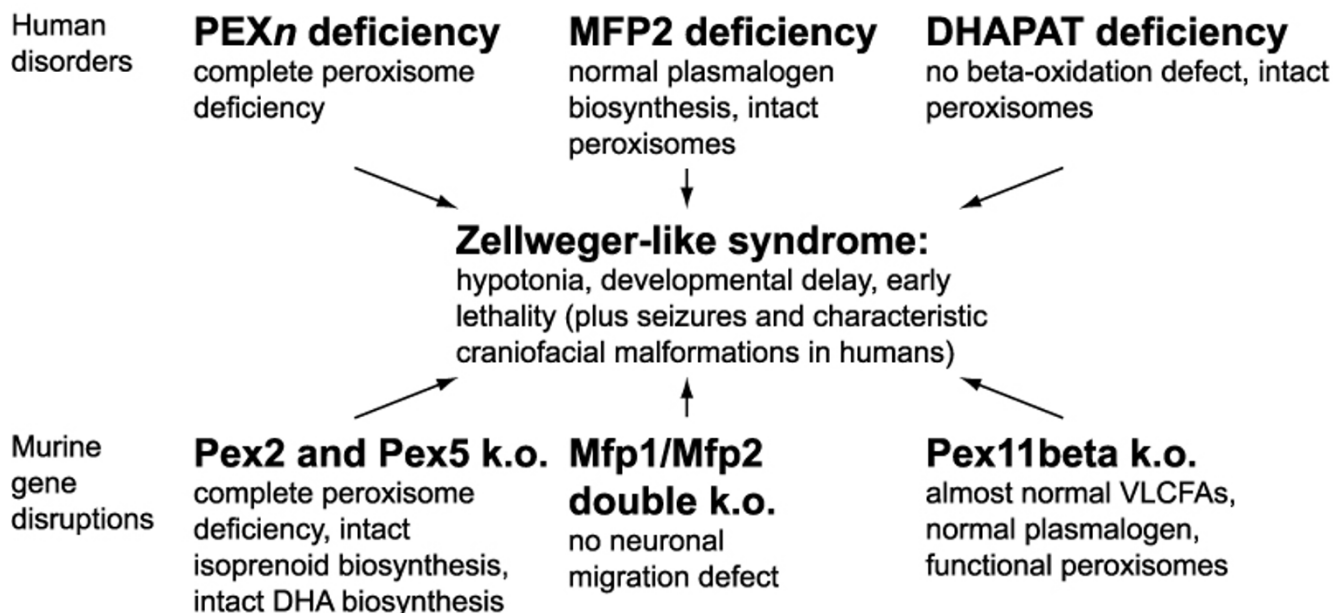 Human
disorders
PEXn deficiency
complete peroxisome
deficiency
MFP2 deficiency
normal plasmalogen
biosynthesis, intact
peroxisomes
DHAPAT deficiency
no beta-oxidation defect, intact
peroxisomes
Zellweger-like syndrome:
hypotonia, developmental delay, early
lethality (plus seizures and characteristic
craniofacial malformations in humans)
Murine
gene
disruptions
Pex2 and Pex5 k.o.
complete peroxisome
deficiency, intact
isoprenoid biosynthesis,
intact DHA biosynthesis
Mfp1/Mfp2
double k.o.
no neuronal
migration defect
Pex11beta k.o.
almost normal VLCFAs,
normal plasmalogen,
functional peroxisomes